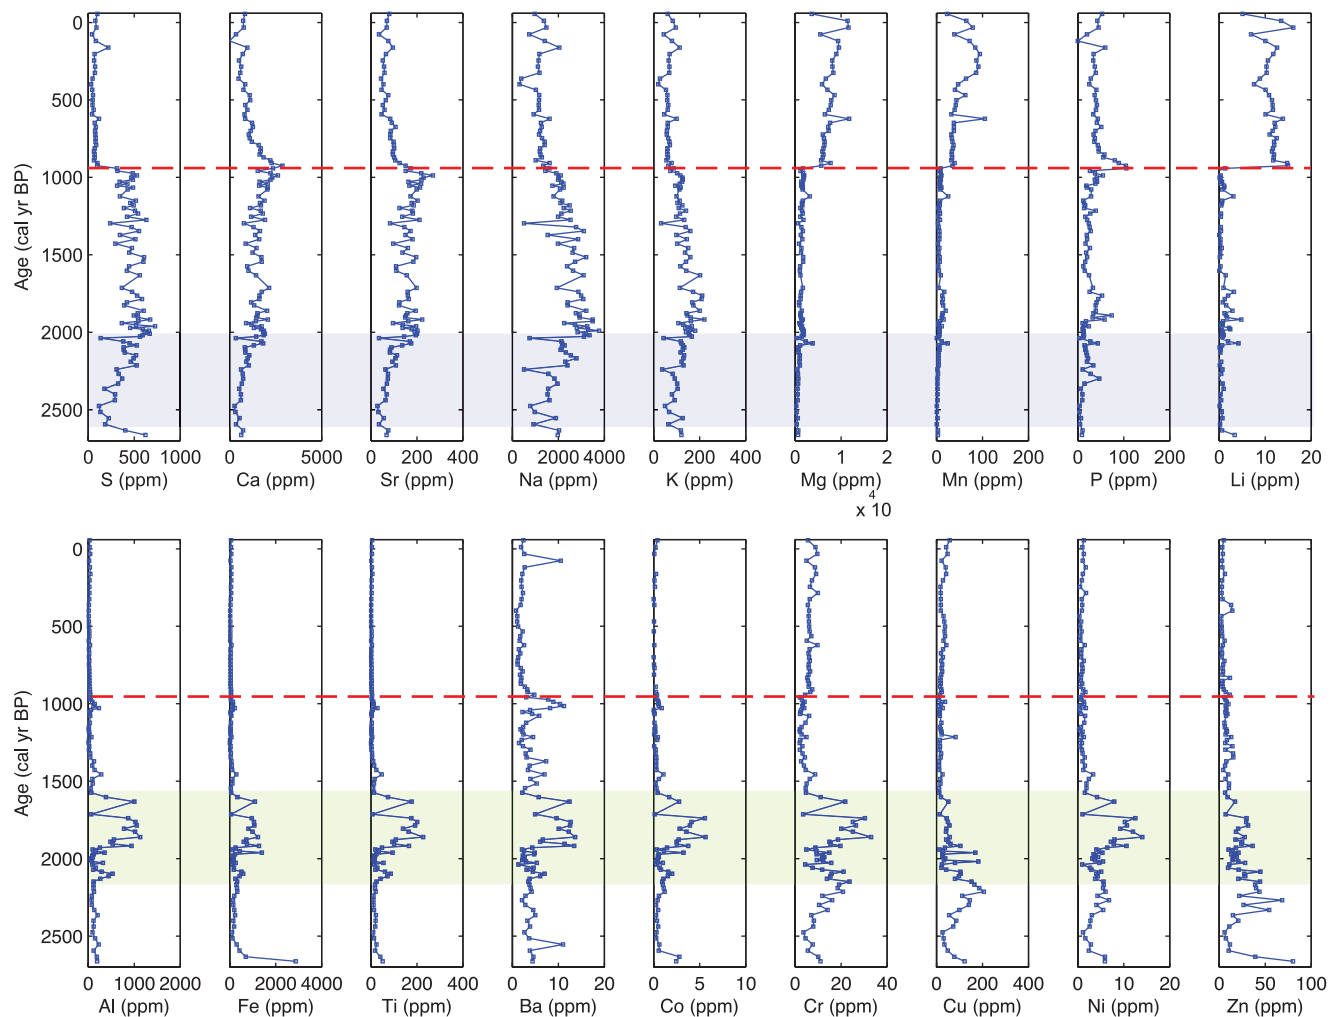 0
500
1000
1500
2000
2500
Age (cal yr BP)
0 500 1000
0 5000
0 200 400
0 2000 4000
0 200 400
0 1 2
0 100 200
0 100 200
0 10 20
S (ppm)
Ca (ppm)
Sr (ppm)
Na (ppm)
K (ppm)
Mg (ppm)
Mn (ppm)
P (ppm)
Li (ppm)
x 10 4
0
500
1000
1500
2000
2500
Age (cal yr BP)
0 1000 2000
0 2000 4000
0 200 400
0 10 20
0 5 10
0 20 40
0 200 400
0 10 20
0 50 100
Al (ppm)
Fe (ppm)
Ti (ppm)
Ba (ppm)
Co (ppm)
Cr (ppm)
Cu (ppm)
Ni (ppm)
Zn (ppm)